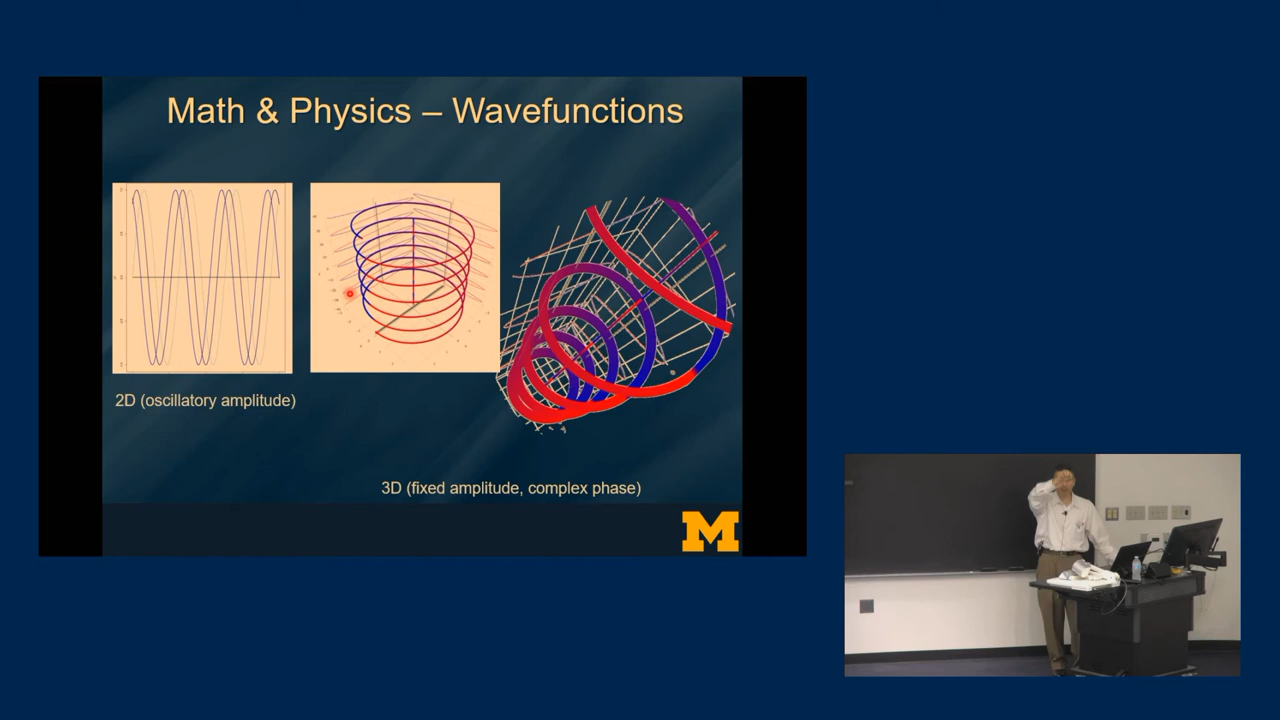 Math & Physics – Wavefunctions
2D (oscillatory amplitude)
3D (fixed amplitude, complex phase)
M